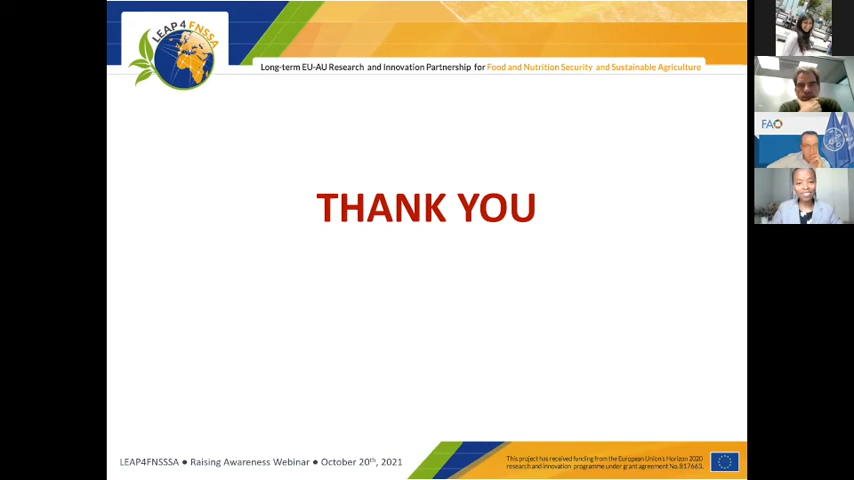 LEAP 4 FNSSA
Long-term EU-AU Research and Innovation Partnership for Food and Nutrition Security and Sustainable Agriculture
FAO
THANK YOU
LEAP4FNSSSA ● Raising Awareness Webinar ● October 20th, 2021
This project has received funding from the European Union's Horizon 2020
research and innovation programme under grant agreement No.817663.